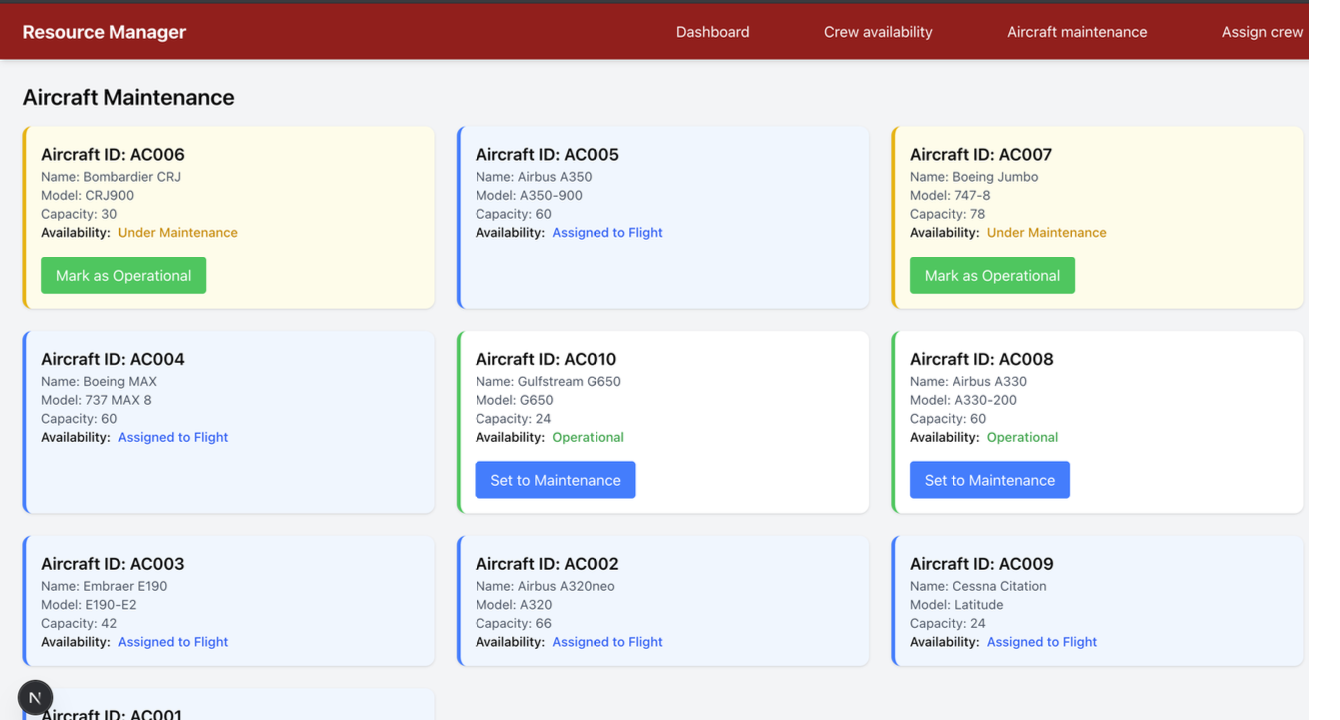 Resource Manager
Dashboard
Crew availability
Aircraft maintenance
Assign crew
Aircraft Maintenance
Aircraft ID: AC006
Name: Bombardier CRJ
Model: CRJ900
Capacity: 30
Availability: Under Maintenance
Mark as Operational
Aircraft ID: AC005
Name: Airbus A350
Model: A350-900
Capacity: 60
Availability: Assigned to Flight
Aircraft ID: AC007
Name: Boeing Jumbo
Model: 747-8
Capacity: 78
Availability: Under Maintenance
Mark as Operational
Aircraft ID: AC004
Name: Boeing MAX
Model: 737 MAX 8
Capacity: 60
Availability: Assigned to Flight
Aircraft ID: AC010
Name: Gulfstream G650
Model: G650
Capacity: 24
Availability: Operational
Set to Maintenance
Aircraft ID: AC008
Name: Airbus A330
Model: A330-200
Capacity: 60
Availability: Operational
Set to Maintenance
Aircraft ID: AC003
Name: Embraer E190
Model: E190-E2
Capacity: 42
Availability: Assigned to Flight
Aircraft ID: AC002
Name: Airbus A320neo
Model: A320
Capacity: 66
Availability: Assigned to Flight
Aircraft ID: AC009
Name: Cessna Citation
Model: Latitude
Capacity: 24
Availability: Assigned to Flight
N
Aircraft ID: AC001